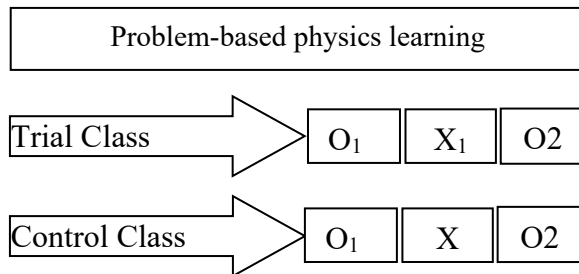 Problem-based physics learning
Trial Class O₁ X₁ O2
Control Class O₁ X O2